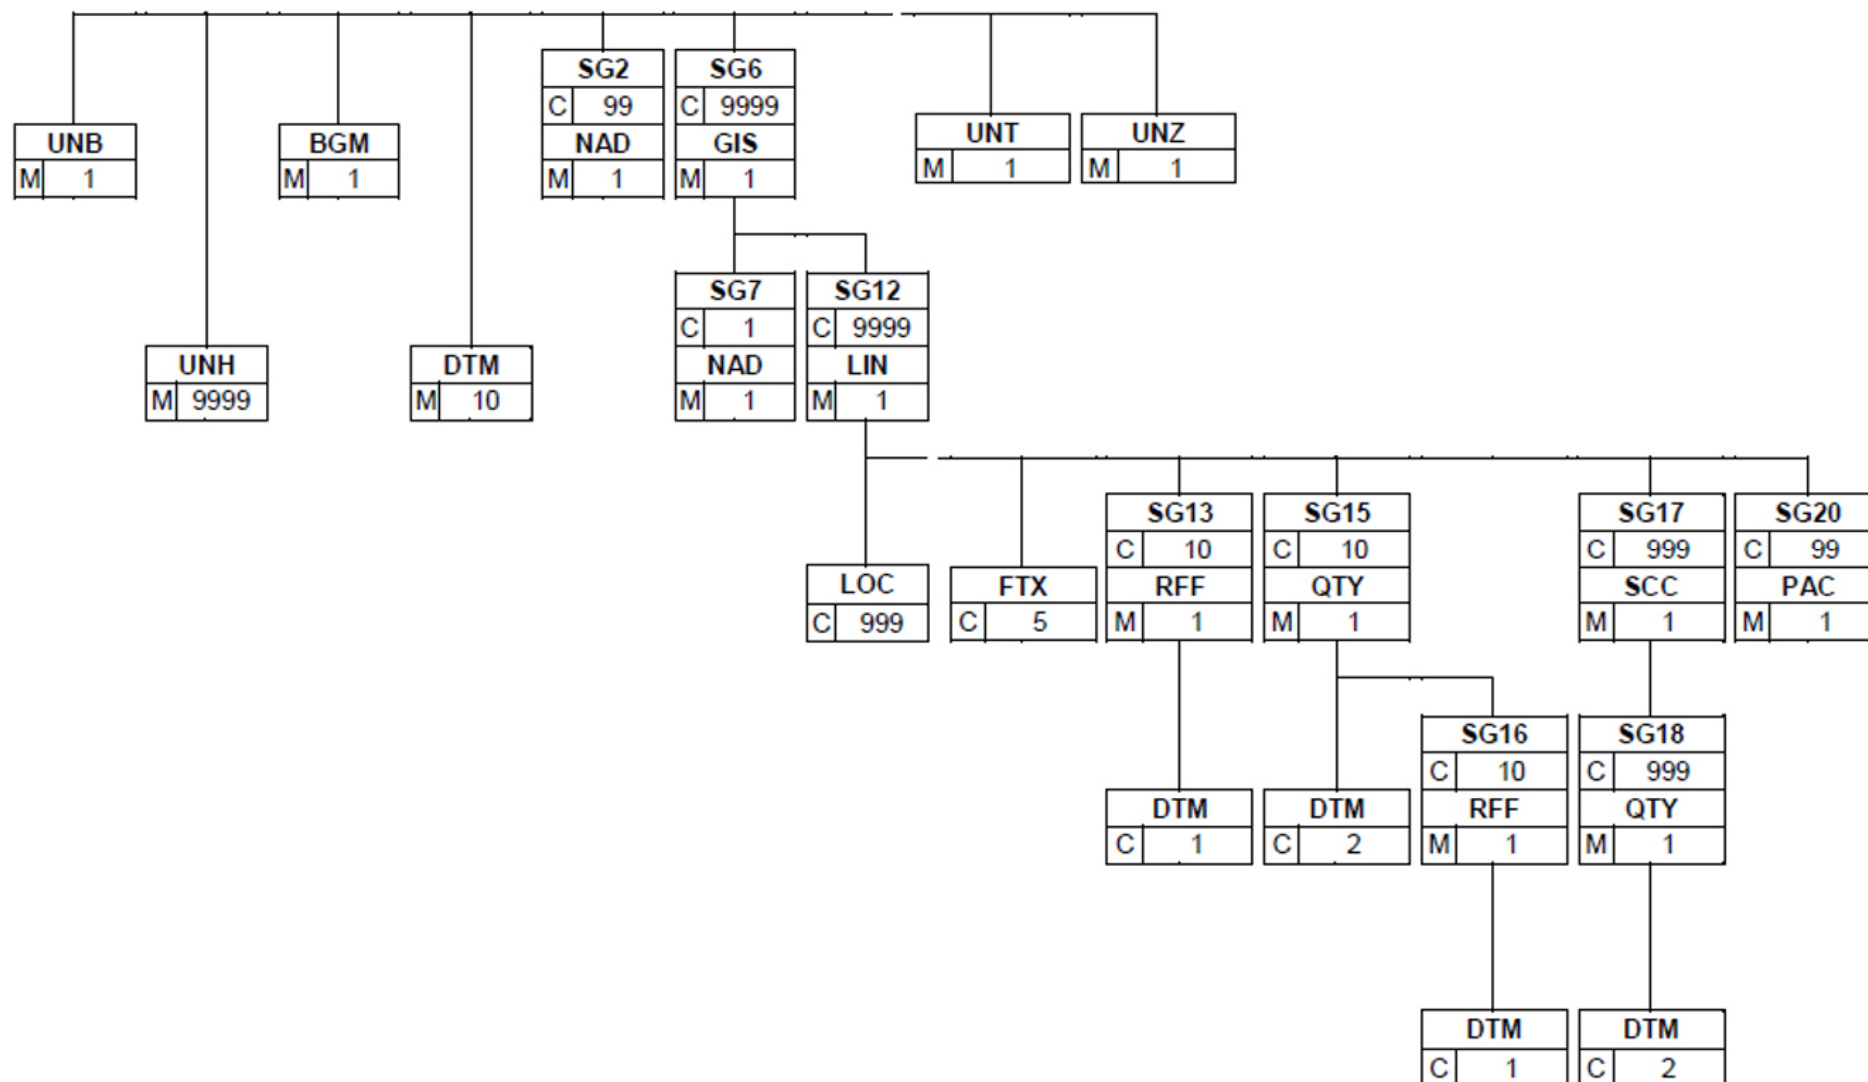 SG2 SG6
C 99 C 9999
UNB BGM NAD GIS UNT UNZ
M 1 M 1 M 1 M 1 M 1 M 1
SG7 SG12
C 1 C 9999
UNH DTM NAD LIN
M 9999 M 10 M 1 M 1
SG13 SG15 SG17 SG20
C 10 C 10 C 999 C 99
LOC FTX RFF QTY SCC PAC
C 999 C 5 M 1 M 1 M 1 M 1
SG16 SG18
C 10 C 999
DTM DTM RFF QTY
C 1 C 2 M 1 M 1
DTM DTM
C 1 C 2